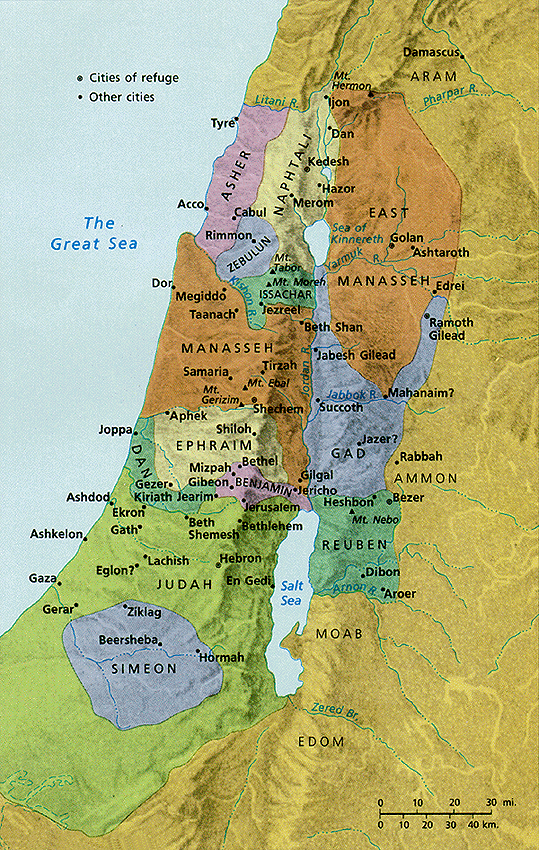 Damascus
ARAM
Mt.
Hermon
Cities of refuge
Other cities
Pharpar R.
Litani R.
Ijon
Tyre
Dan
ASHER
NAPHTALI
Kedesh
Hazor
Merom
Acco
Cabul
EAST
Rimmon
Sea of
Kinnereth
The
Great Sea
Golan
Ashtaroth
ZEBULUN
Yarmuk R.
Mt.
Tabor
MANASSEH
Mt. Moreh
Dor
Kishon R.
Edrei
Megiddo
ISSACHAR
Jezreel
Taanach
Beth Shan
Ramoth
Gilead
MANASSEH
Jordan R.
Jabesh Gilead
Tirzah
Samaria
Mt. Ebal
Mt.
Gerizim
Jabbok R.
Mahanaim?
Shechem
Succoth
Aphek
Joppa
Shiloh
EPHRAIM
Jazer?
DAN
GAD
Bethel
Mizpah
Rabbah
Gibeon
AMMON
Gezer
BENJAMIN
Gilgal
Jericho
Kiriath Jearim
Ashdod
Heshbon
Bezer
Ekron
Jerusalem
Mt. Nebo
Gath
Beth
Shemesh
Bethlehem
Ashkelon
REUBEN
Lachish
Hebron
Eglon?
Dibon
Gaza
JUDAH
En Gedi
Salt
Sea
Arnon R.
Aroer
Gerar
Ziklag
MOAB
Beersheba
Hormah
SIMEON
Zered Br.
EDOM
0 10 20 30 mi.
0 10 20 30 40 km.